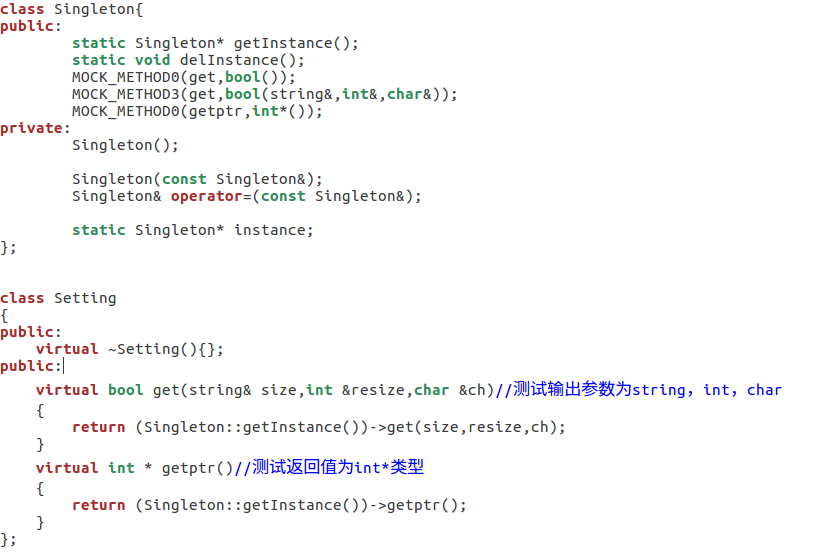 class Singleton{
public:
        static Singleton* getInstance();
        static void delInstance();
        MOCK_METHOD0(get,bool());
        MOCK_METHOD3(get,bool(string&,int&,char&));
        MOCK_METHOD0(getptr,int*());
private:
        Singleton();

        Singleton(const Singleton&);
        Singleton& operator=(const Singleton&);

        static Singleton* instance;
};


class Setting
{
public:
    virtual ~Setting(){};
public:
    virtual bool get(string& size,int &resize,char &ch)//测试输出参数为string，int，char
    {
        return (Singleton::getInstance())->get(size,resize,ch);
    }
    virtual int * getptr()//测试返回值为int*类型
    {
        return (Singleton::getInstance())->getptr();
    }
};